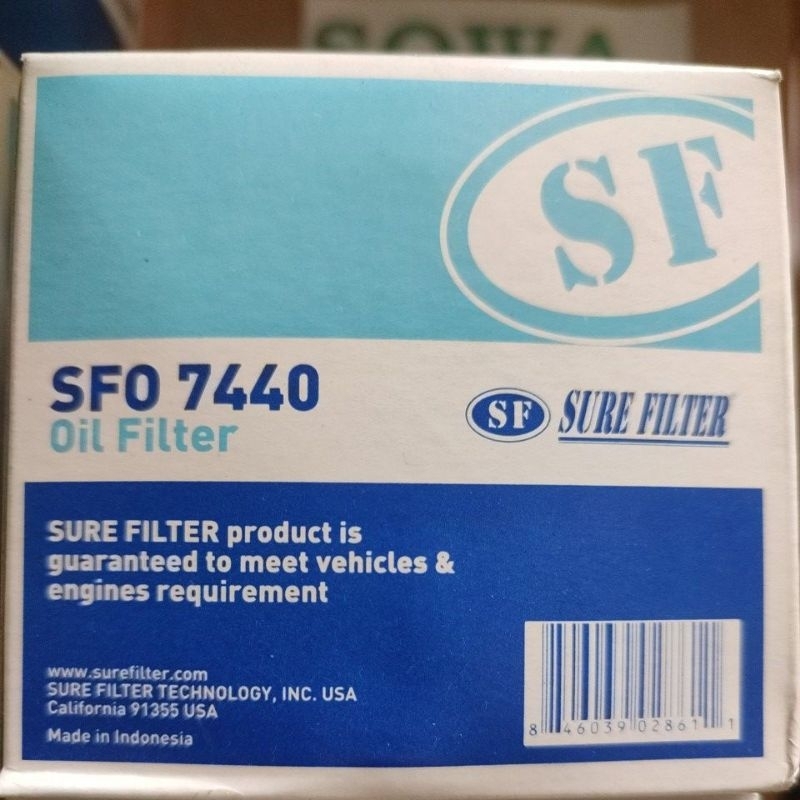 SOWA
SF
SFO 7440
Oil Filter
SF SURE FILTER
SURE FILTER product is
guaranteed to meet vehicles &
engines requirement
www.surefilter.com
SURE FILTER TECHNOLOGY, INC. USA
California 91355 USA
Made in Indonesia
8 46039 02861 1